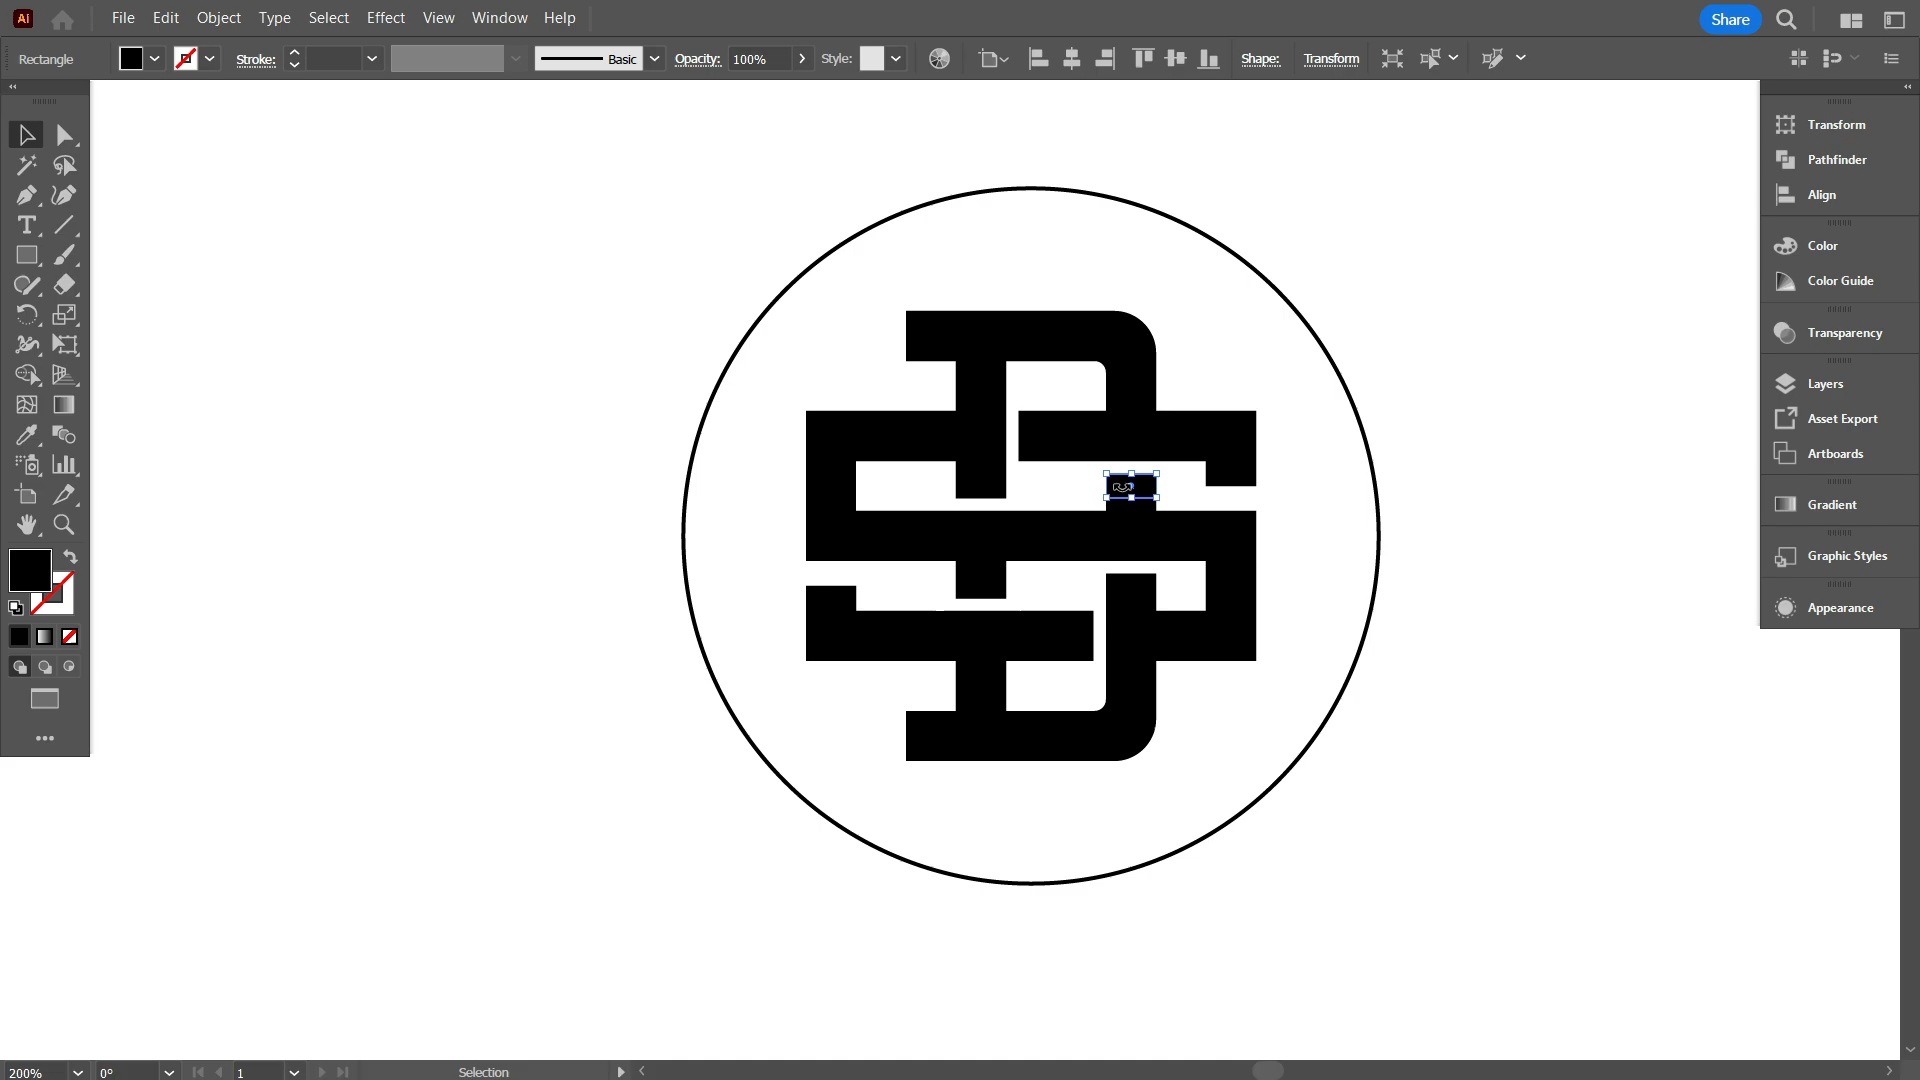 Ai File Edit Object Type Select Effect View Window Help Share
Rectangle Stroke: Basic Opacity: 100% Style: Shape: Transform
Transform
Pathfinder
Align
Color
Color Guide
Transparency
Layers
Asset Export
Artboards
Gradient
Graphic Styles
Appearance
200% 0° 1 Selection